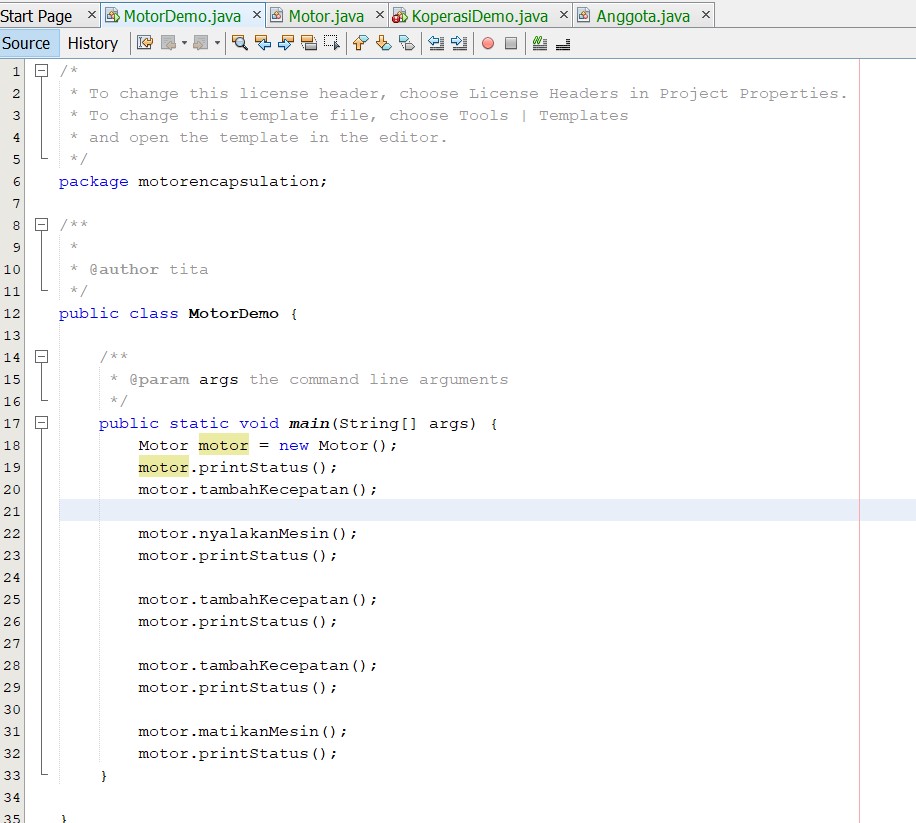 Start Page MotorDemo.java Motor.java KoperasiDemo.java Anggota.java
Source History
1 /*
2 * To change this license header, choose License Headers in Project Properties.
3 * To change this template file, choose Tools | Templates
4 * and open the template in the editor.
5 */
6 package motorencapsulation;
7
8 /**
9 *
10 * @author tita
11 */
12 public class MotorDemo {
13
14 /**
15 * @param args the command line arguments
16 */
17 public static void main(String[] args) {
18 Motor motor = new Motor();
19 motor.printStatus();
20 motor.tambahKecepatan();
21
22 motor.nyalakanMesin();
23 motor.printStatus();
24
25 motor.tambahKecepatan();
26 motor.printStatus();
27
28 motor.tambahKecepatan();
29 motor.printStatus();
30
31 motor.matikanMesin();
32 motor.printStatus();
33 }
34
35 }